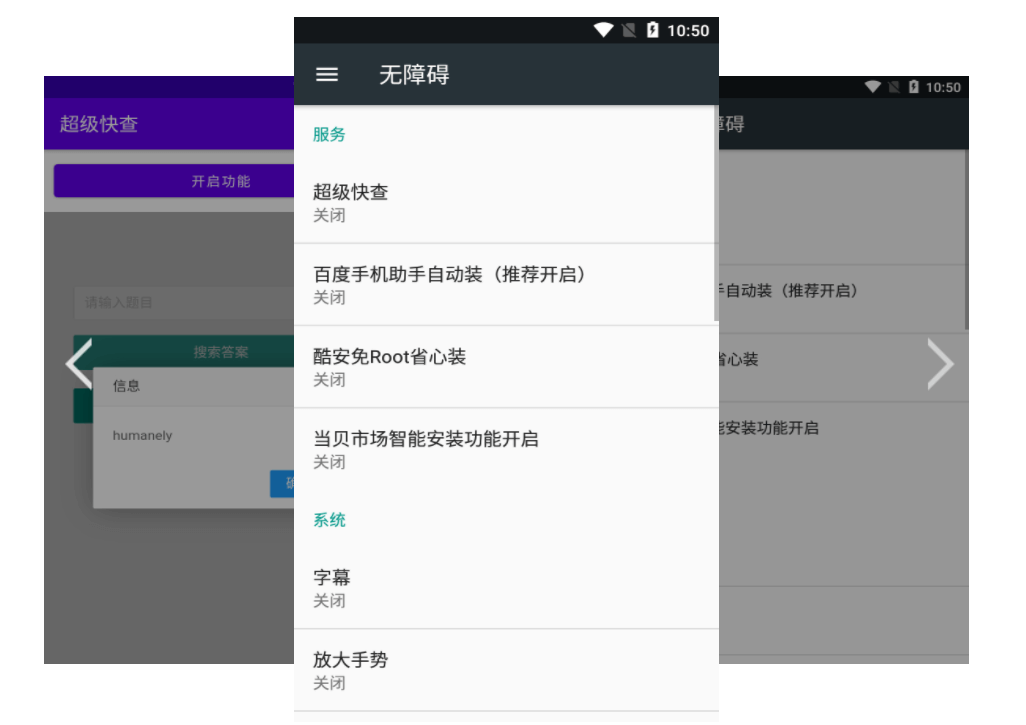 超级快查
开启功能
请输入题目
搜索答案
信息
humanely
10:50
无障碍
服务
超级快查
关闭
百度手机助手自动装（推荐开启）
关闭
酷安免Root省心装
关闭
当贝市场智能安装功能开启
关闭
系统
字幕
关闭
放大手势
关闭
10:50
障碍
手自动装（推荐开启）
省心装
能安装功能开启